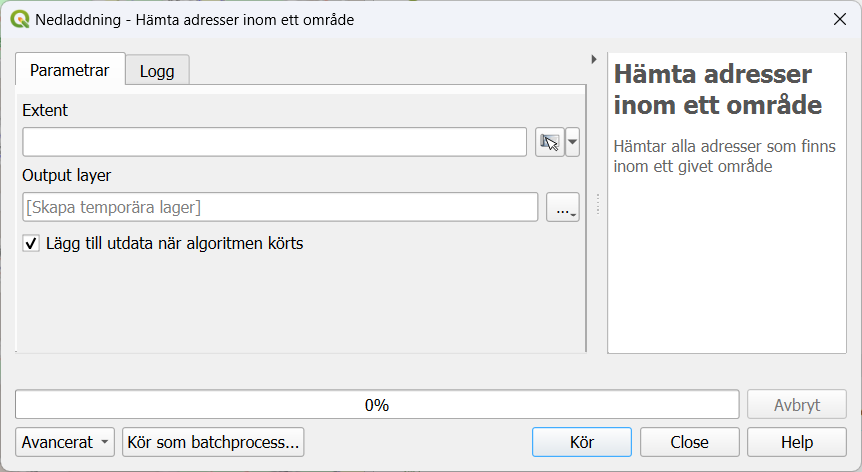 Nedladdning - Hämta adresser inom ett område
Parametrar
Logg
Extent
Output layer
[Skapa temporära lager]
...
Lägg till utdata när algoritmen körts
Hämta adresser
inom ett område
Hämtar alla adresser som finns
inom ett givet område
0%
Avbryt
Avancerat
Kör som batchprocess...
Kör
Close
Help